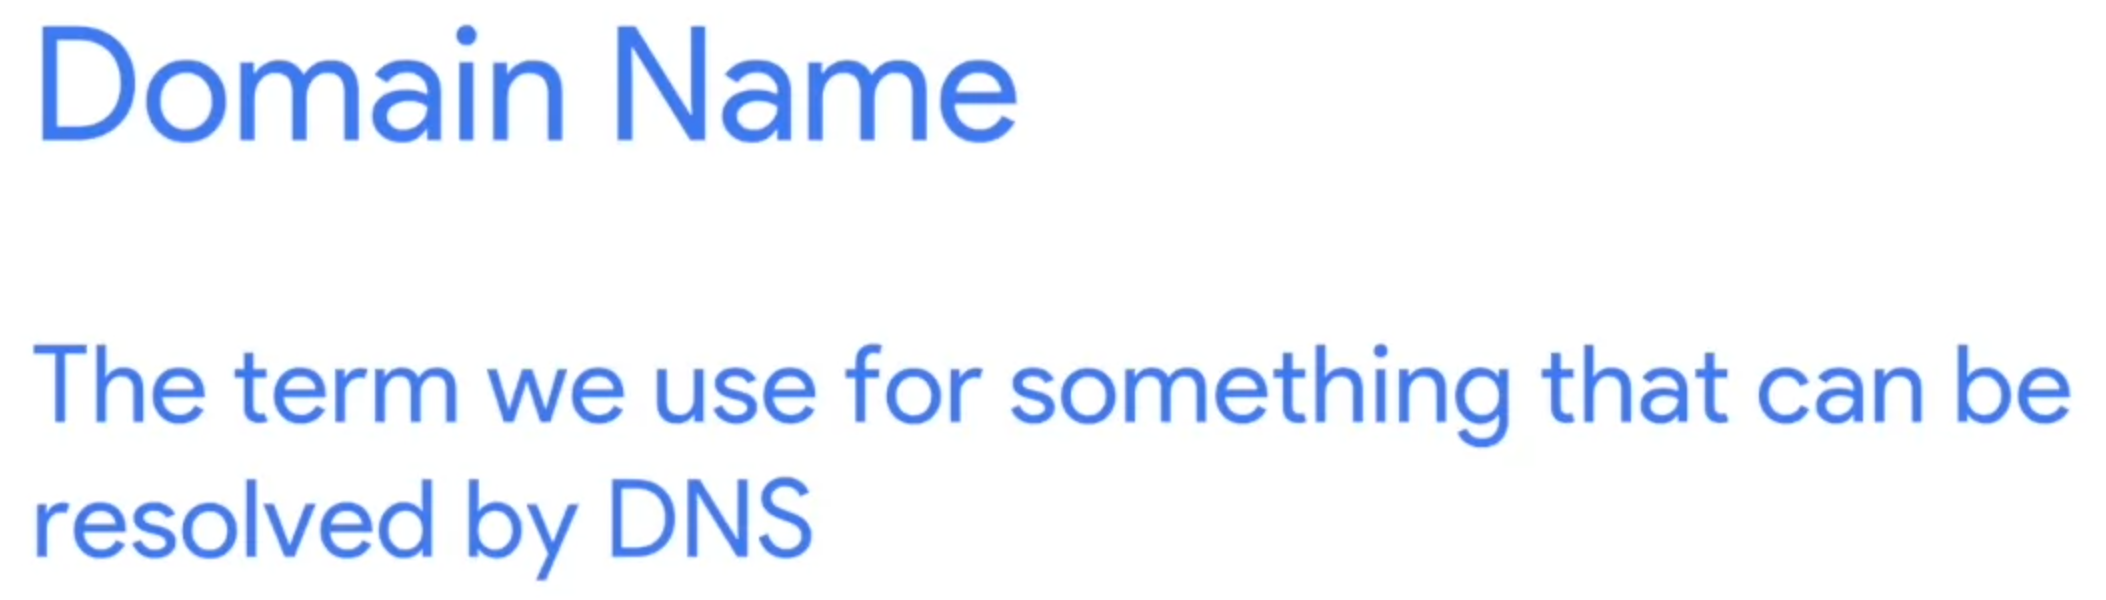 Domain Name
The term we use for something that can be
resolved by DNS